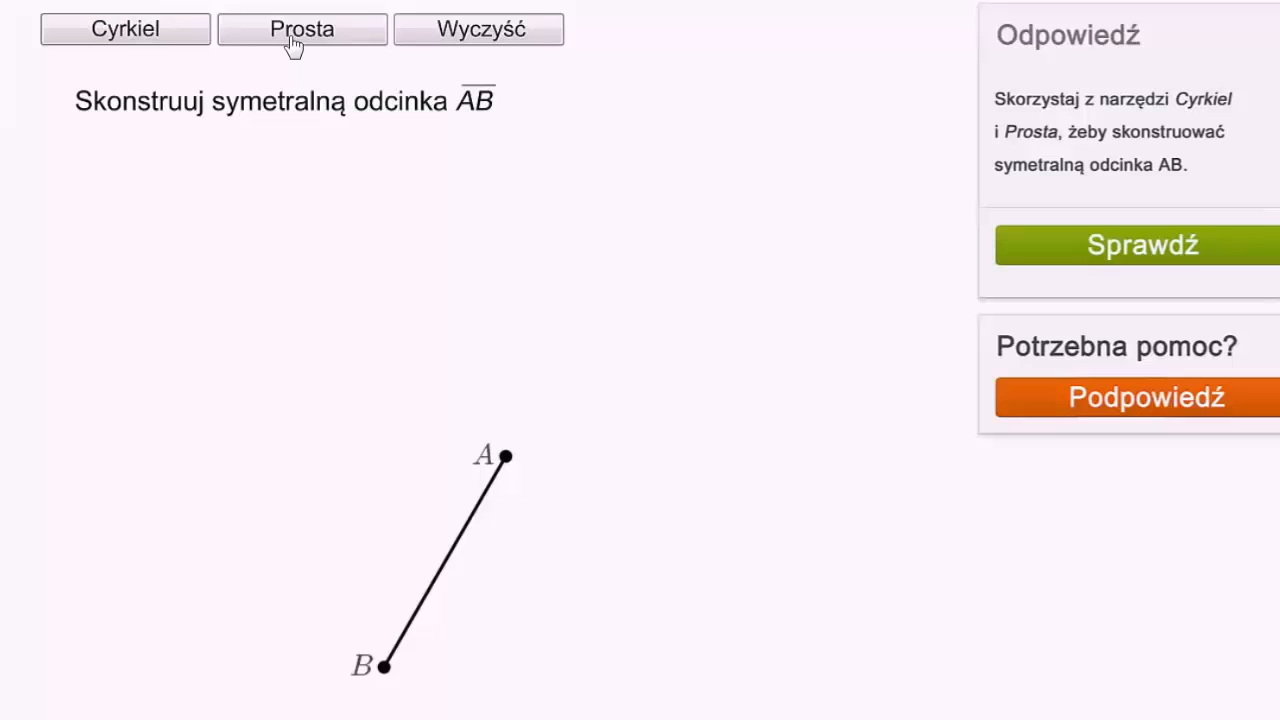 Cyrkiel
Prosta
Wyczyść
Skonstruuj symetralną odcinka AB
A
B
Odpowiedź
Skorzystaj z narzędzi Cyrkiel
i Prosta, żeby skonstruować
symetralną odcinka AB.
Sprawdź
Potrzebna pomoc?
Podpowiedź